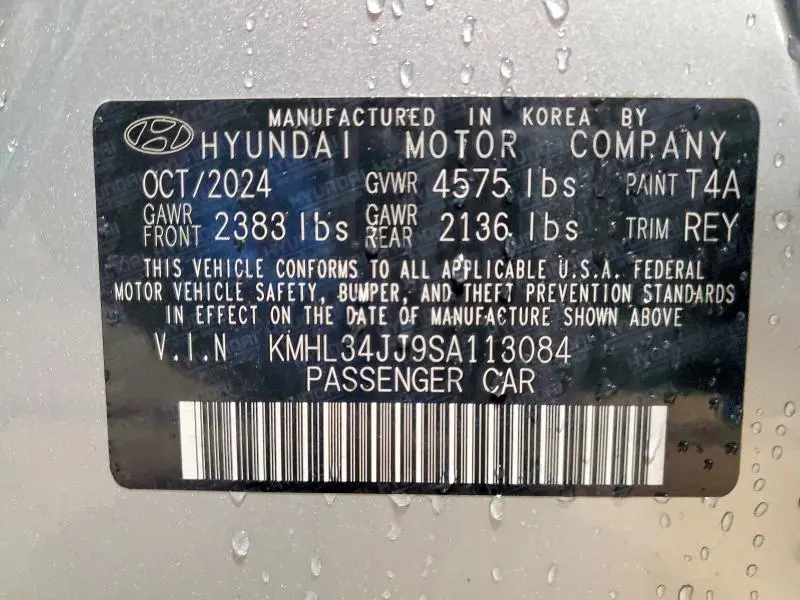 MANUFACTURED IN KOREA BY
HYUNDAI MOTOR COMPANY
OCT/2024 GVWR 4575 lbs PAINT T4A
GAWR FRONT 2383 lbs GAWR REAR 2136 lbs TRIM REY
THIS VEHICLE CONFORMS TO ALL APPLICABLE U.S.A. FEDERAL
MOTOR VEHICLE SAFETY, BUMPER, AND THEFT PREVENTION STANDARDS
IN EFFECT ON THE DATE OF MANUFACTURE SHOWN ABOVE
V.I.N KMHL34JJ9SA113084
PASSENGER CAR